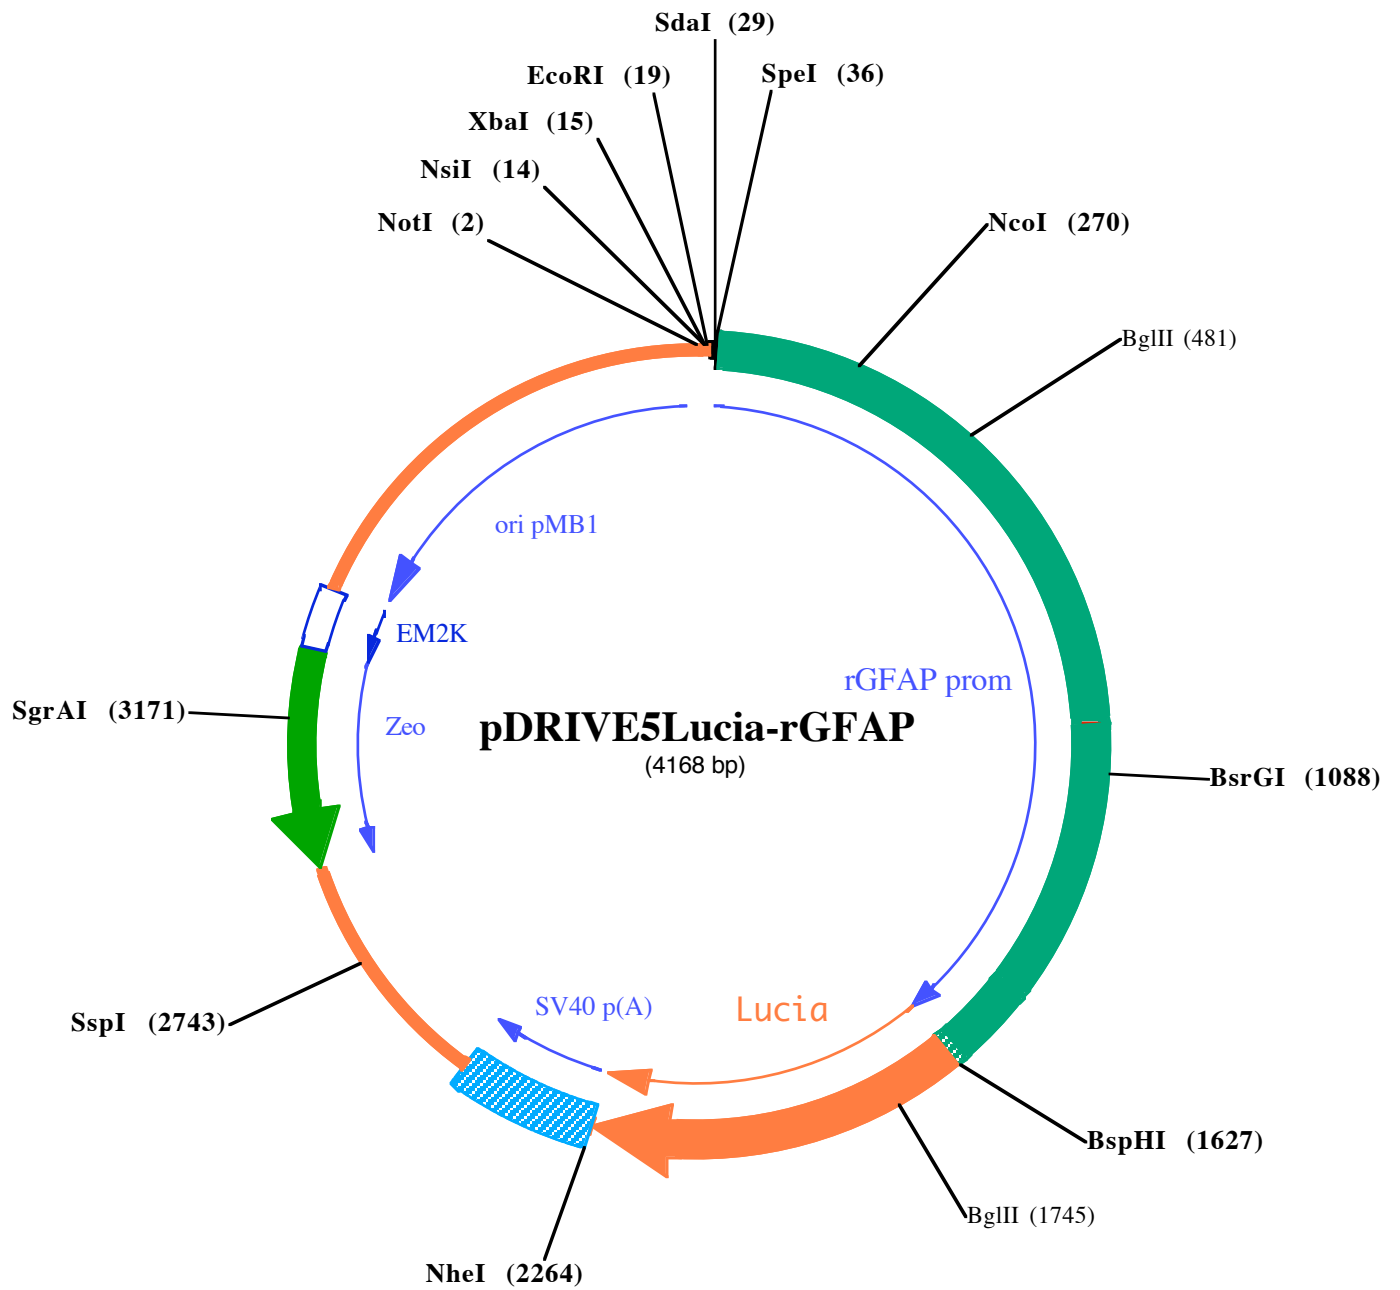 SdaI (29)
EcoRI (19)
SpeI (36)
XbaI (15)
NsiI (14)
NotI (2)
NcoI (270)
BglII (481)
ori pMB1
EM2K
rGFAP prom
SgrAI (3171)
Zeo
pDRIVE5Lucia-rGFAP
(4168 bp)
BsrGI (1088)
SV40 p(A)
Lucia
SspI (2743)
BspHI (1627)
BglII (1745)
NheI (2264)